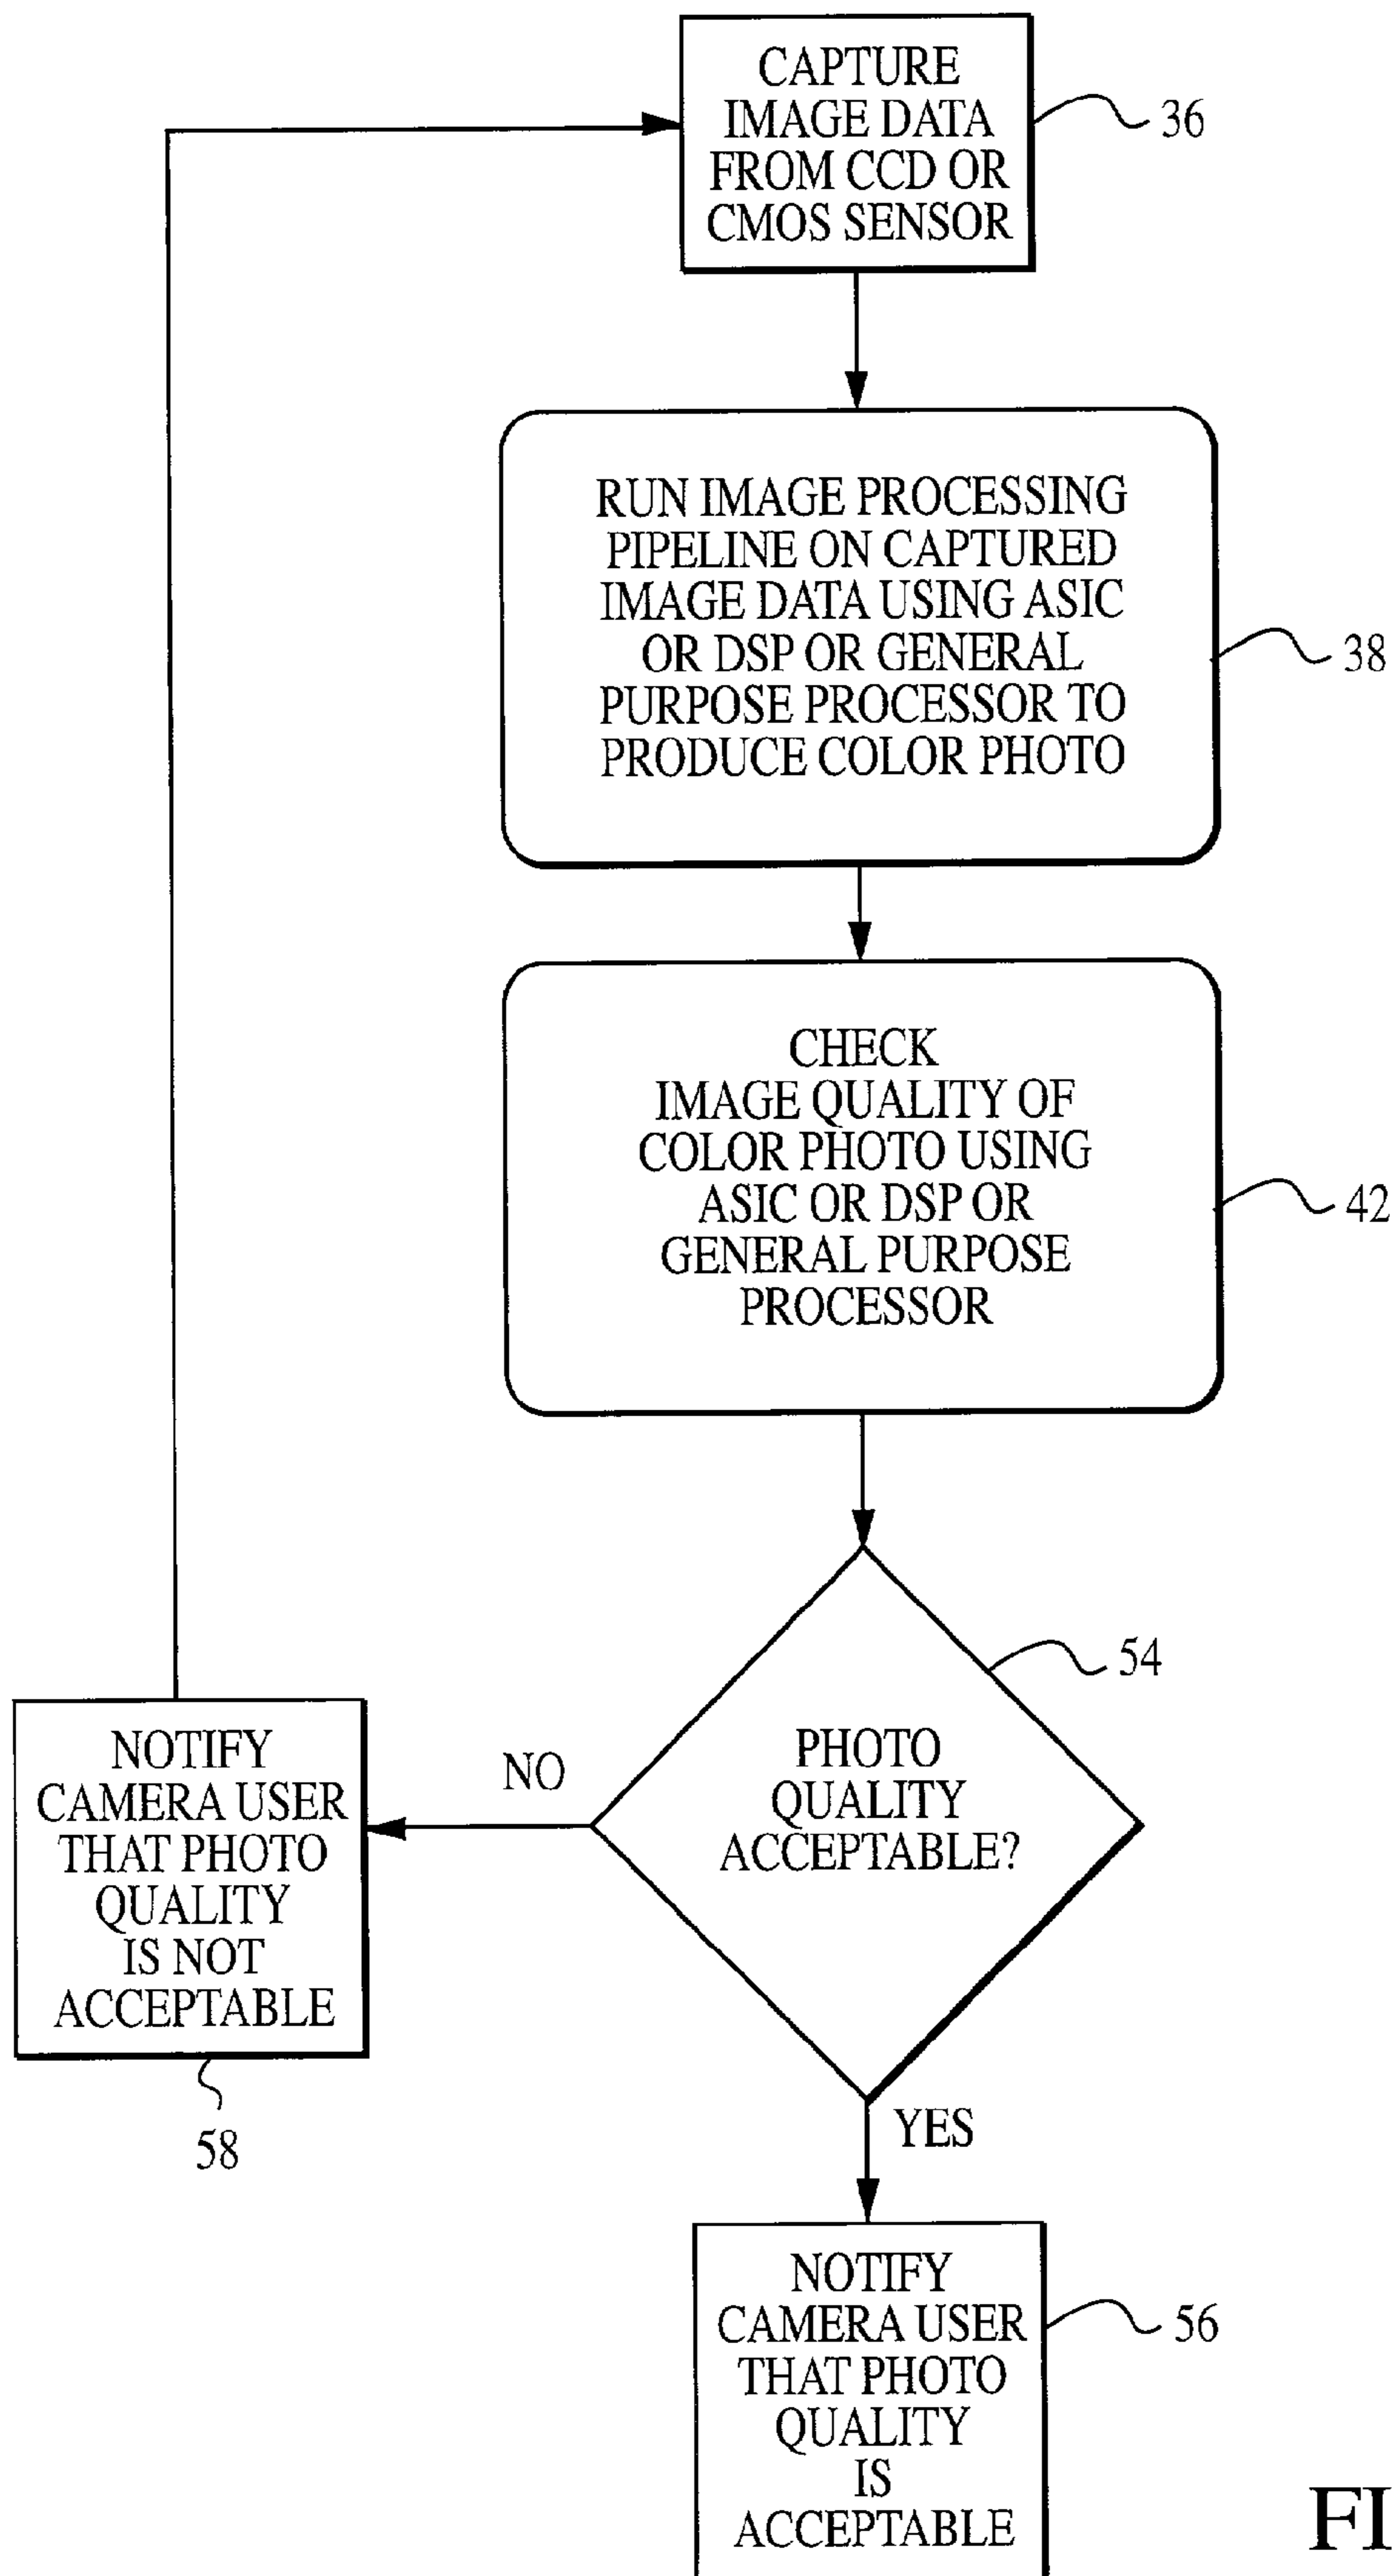 CAPTURE
IMAGE DATA
FROM CCD OR
CMOS SENSOR
36
RUN IMAGE PROCESSING
PIPELINE ON CAPTURED
IMAGE DATA USING ASIC
OR DSP OR GENERAL
PURPOSE PROCESSOR TO
PRODUCE COLOR PHOTO
38
CHECK
IMAGE QUALITY OF
COLOR PHOTO USING
ASIC OR DSP OR
GENERAL PURPOSE
PROCESSOR
42
54
PHOTO
QUALITY
ACCEPTABLE?
NO
NOTIFY
CAMERA USER
THAT PHOTO
QUALITY
IS NOT
ACCEPTABLE
58
YES
NOTIFY
CAMERA USER
THAT PHOTO
QUALITY
IS
ACCEPTABLE
56
FI